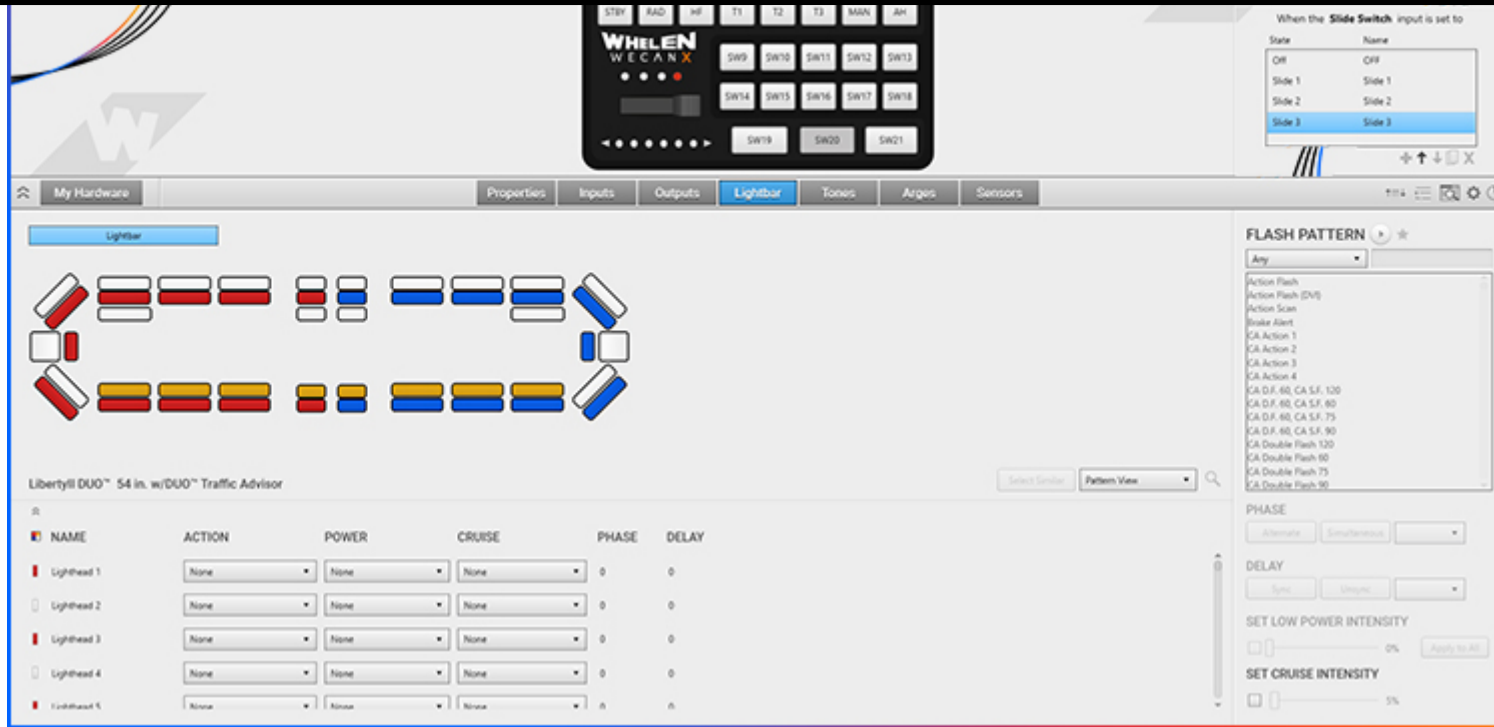 STBY RAD HF T1 T2 T3 MAN AH
WHELEN
WECANX
SW9 SW10 SW11 SW12 SW13
SW14 SW15 SW16 SW17 SW18
SW19 SW20 SW21
When the Slide Switch input is set to
State Name
Off OFF
Slide 1 Slide 1
Slide 2 Slide 2
Slide 3 Slide 3
My Hardware Properties Inputs Outputs Lightbar Tones Arges Sensors
Lightbar
LibertyII DUO™ 54 in. w/DUO™ Traffic Advisor
Select Similar Pattern View
NAME ACTION POWER CRUISE PHASE DELAY
Lighthead 1 None None None 0 0
Lighthead 2 None None None 0 0
Lighthead 3 None None None 0 0
Lighthead 4 None None None 0 0
Lighthead 5 None None None 0 0
FLASH PATTERN
Any
Action Flash
Action Flash (DVI)
Action Scan
Brake Alert
CA Action 1
CA Action 2
CA Action 3
CA Action 4
CA D.F. 60, CA S.F. 120
CA D.F. 60, CA S.F. 60
CA D.F. 60, CA S.F. 75
CA D.F. 60, CA S.F. 90
CA Double Flash 120
CA Double Flash 60
CA Double Flash 75
CA Double Flash 90
PHASE
Alternate Simultaneous
DELAY
Sync Unsync
SET LOW POWER INTENSITY
0% Apply to All
SET CRUISE INTENSITY
5%